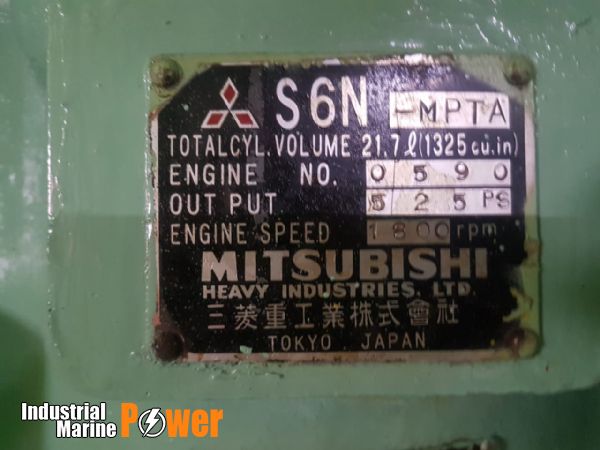 S6N -MPTA
TOTAL CYL. VOLUME 21.7ℓ (1325 cu.in)
ENGINE NO. 0590
OUT PUT 525 PS
ENGINE SPEED 1800 rpm
MITSUBISHI
HEAVY INDUSTRIES, LTD.
三菱重工業株式會社
TOKYO JAPAN
Industrial
Marine Power